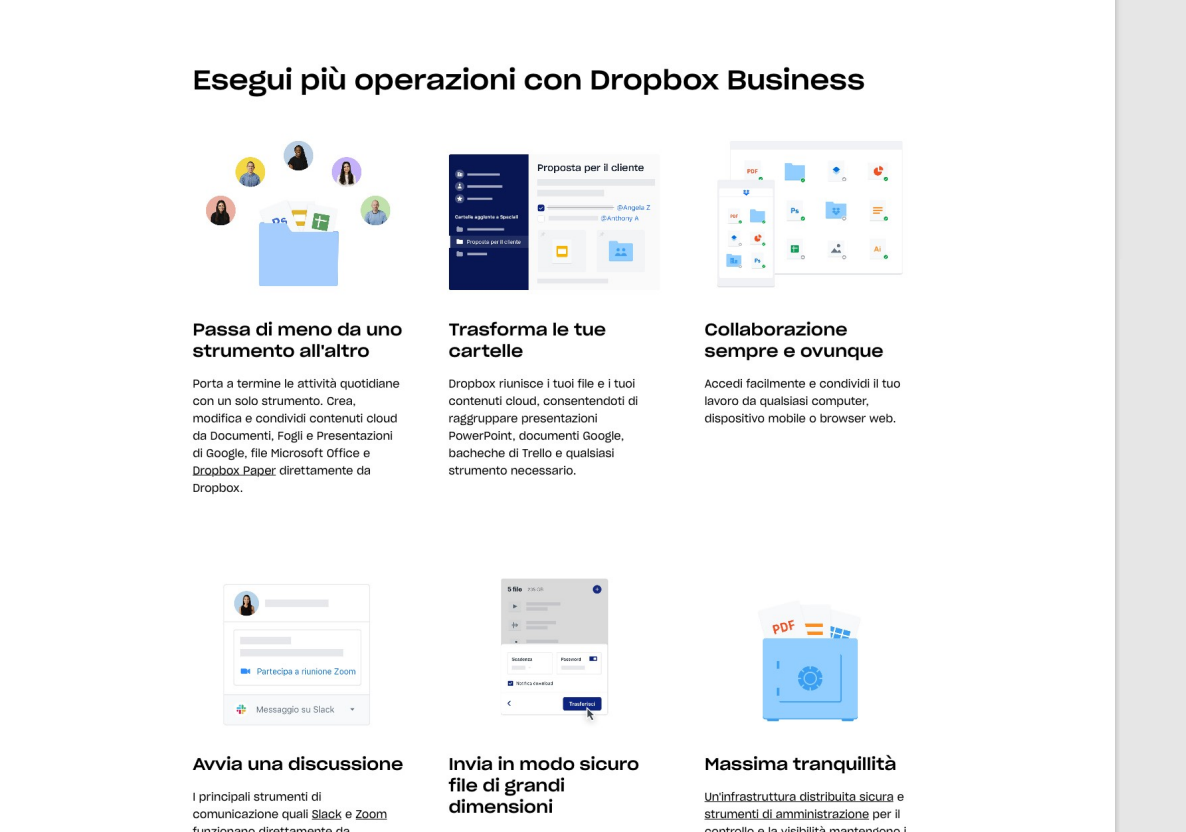 Esegui più operazioni con Dropbox Business
Ps
Proposta per il cliente
@Angela Z
@Anthony A
Cartelle aggiunte a Speciali
Proposta per il cliente
PDF
Ps
Ai
PDF
Ps
Passa di meno da uno
strumento all'altro
Porta a termine le attività quotidiane
con un solo strumento. Crea,
modifica e condividi contenuti cloud
da Documenti, Fogli e Presentazioni
di Google, file Microsoft Office e
Dropbox Paper direttamente da
Dropbox.
Trasforma le tue
cartelle
Dropbox riunisce i tuoi file e i tuoi
contenuti cloud, consentendoti di
raggruppare presentazioni
PowerPoint, documenti Google,
bacheche di Trello e qualsiasi
strumento necessario.
Collaborazione
sempre e ovunque
Accedi facilmente e condividi il tuo
lavoro da qualsiasi computer,
dispositivo mobile o browser web.
Partecipa a riunione Zoom
Messaggio su Slack
5 file
Scadenza
Password
Notifica download
Trasferisci
PDF
Avvia una discussione
I principali strumenti di
comunicazione quali Slack e Zoom
funzionano direttamente da
Invia in modo sicuro
file di grandi
dimensioni
Massima tranquillità
Un'infrastruttura distribuita sicura e
strumenti di amministrazione per il
controllo e la visibilità mantengono i